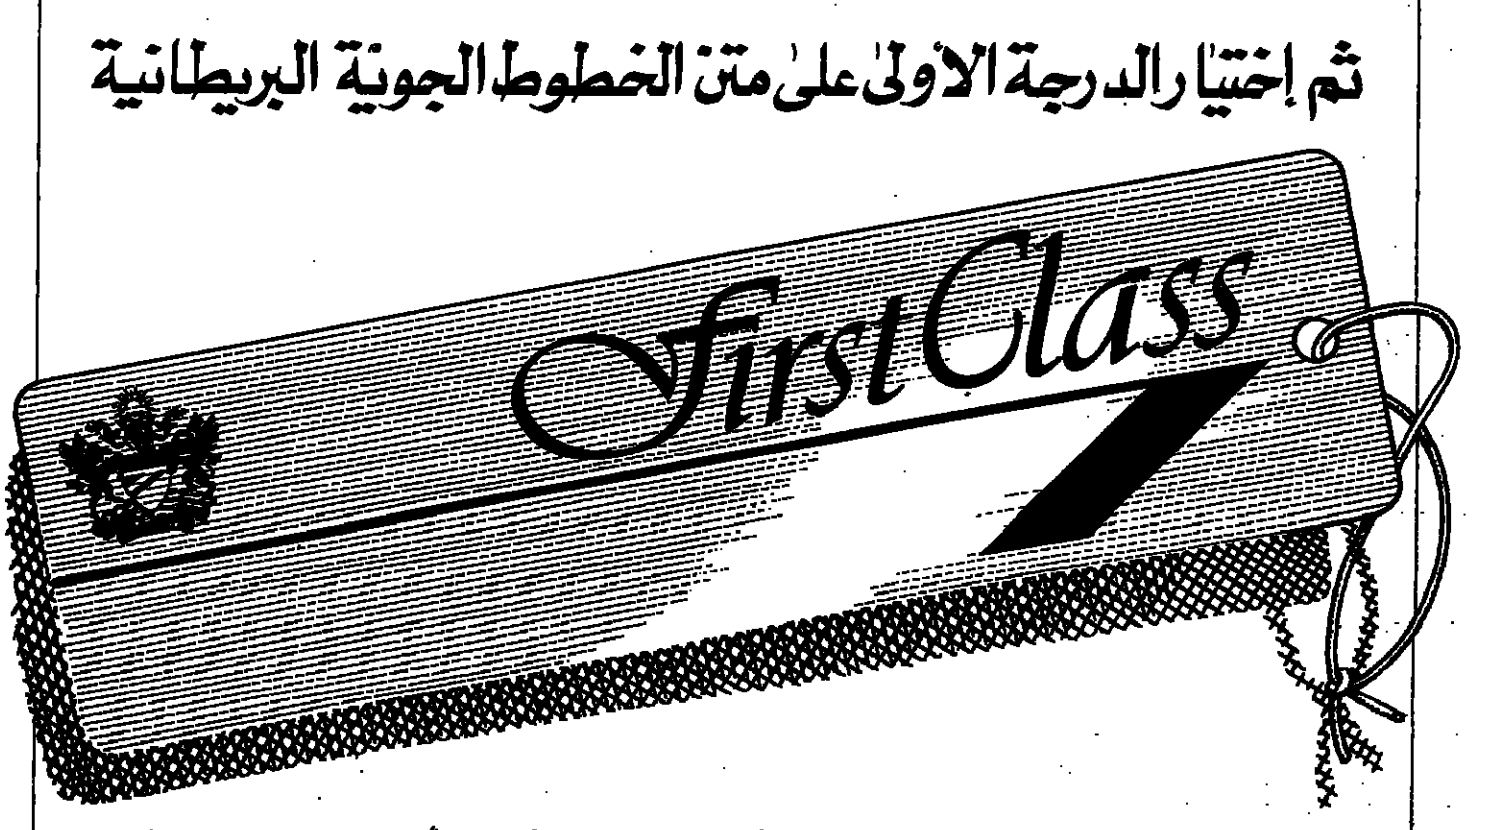 ثم إختيار الدرجة الأولى على متن الخطوط الجوية البريطانية
First Class